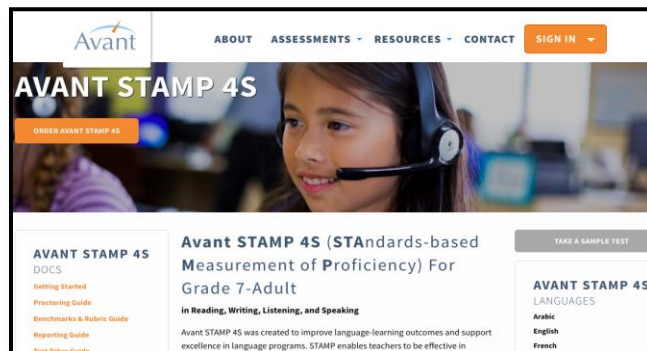 Avant
ABOUT ASSESSMENTS RESOURCES CONTACT SIGN IN
AVANT STAMP 4S
ORDER AVANT STAMP 4S
AVANT STAMP 4S
DOCS
Getting Started
Proctoring Guide
Benchmarks & Rubric Guide
Reporting Guide
Test Taker Guide
Avant STAMP 4S (STAndards-based
Measurement of Proficiency) For
Grade 7-Adult
in Reading, Writing, Listening, and Speaking
Avant STAMP 4S was created to improve language-learning outcomes and support
excellence in language programs. STAMP enables teachers to be effective in
TAKE A SAMPLE TEST
AVANT STAMP 4S
LANGUAGES
Arabic
English
French